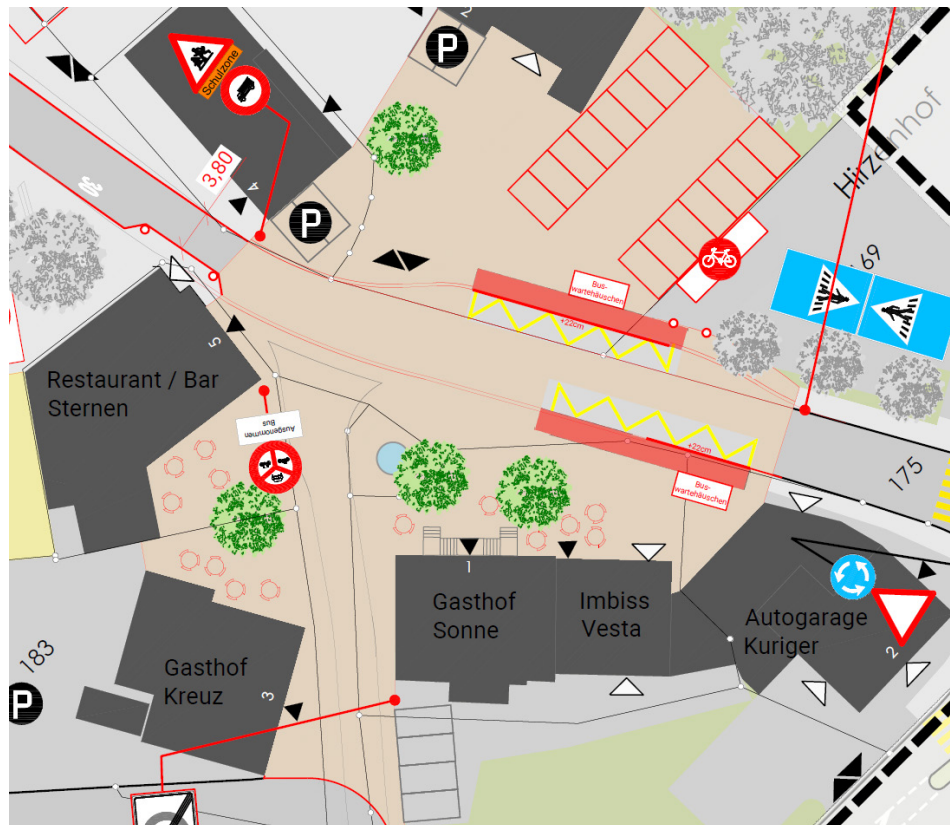 2
P
Schulzone
3,80
4
P
Hirzenhof
169
Bus-
wartehäuschen
+22cm
5
Restaurant / Bar
Sternen
Ausgenommen
Bus
+22cm
Bus-
wartehäuschen
175
1
Gasthof
Sonne
Imbiss
Vesta
Autogarage
Kuriger
2
183
Gasthof
Kreuz
3
P